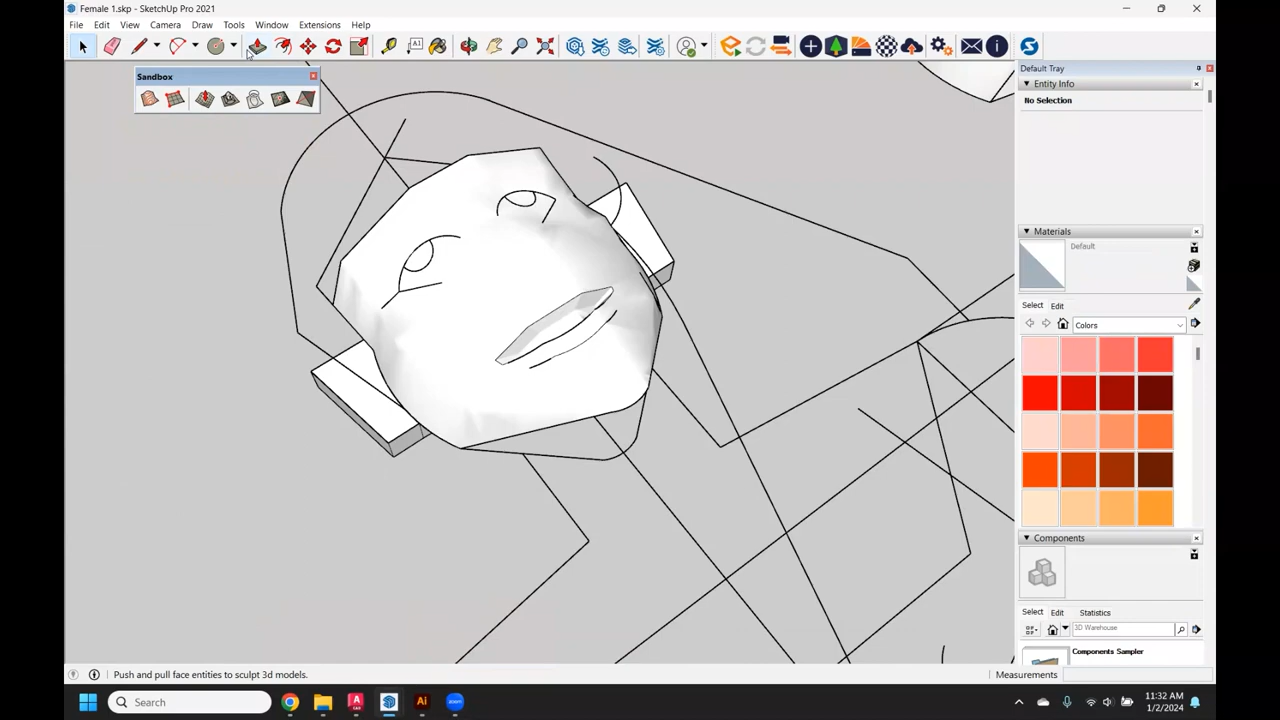 Female 1.skp - SketchUp Pro 2021
File Edit View Camera Draw Tools Window Extensions Help
Sandbox
Default Tray
Entity Info
No Selection
Materials
Default
Select Edit
Colors
Components
Select Edit Statistics
3D Warehouse
Components Sampler
Push and pull face entities to sculpt 3d models.
Measurements
Search
11:32 AM
1/2/2024